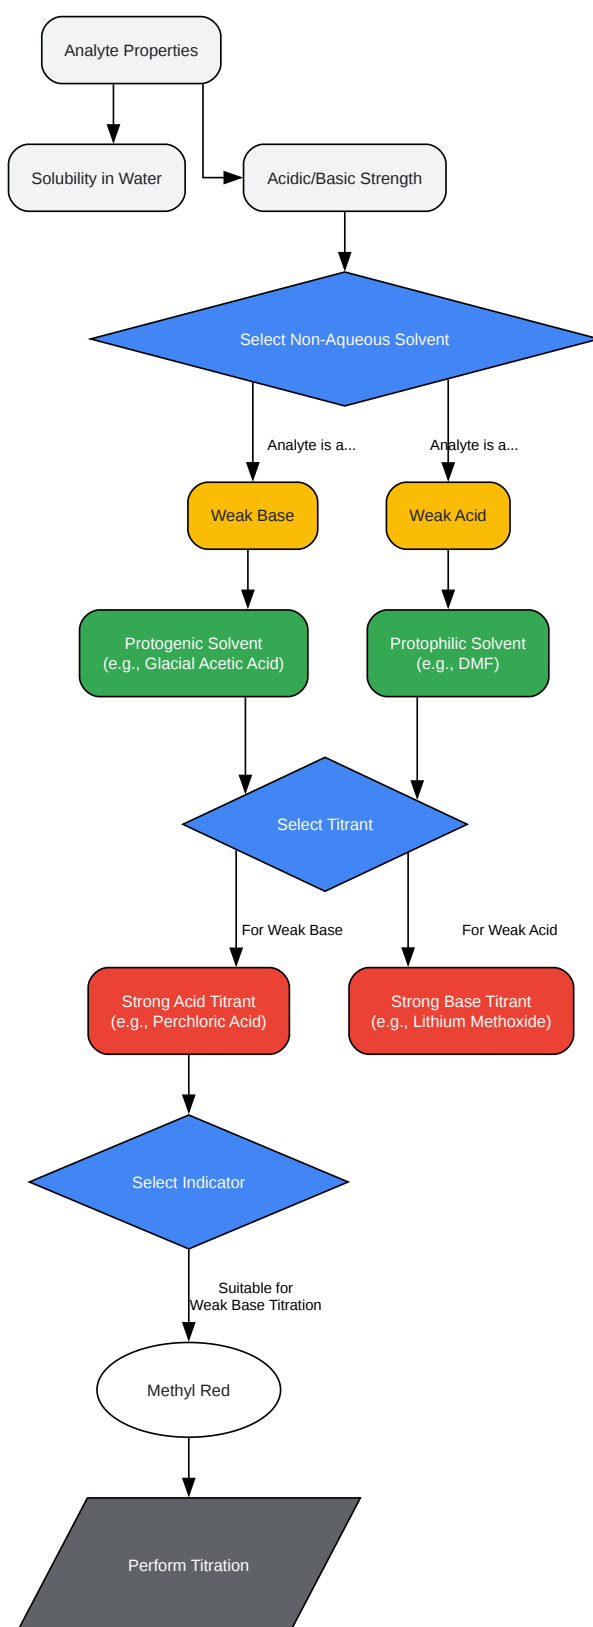 Analyte Properties
Solubility in Water
Acidic/Basic Strength
Select Non-Aqueous Solvent
Analyte is a...
Analyte is a...
Weak Base
Weak Acid
Protogenic Solvent
(e.g., Glacial Acetic Acid)
Protophilic Solvent
(e.g., DMF)
Select Titrant
For Weak Base
For Weak Acid
Strong Acid Titrant
(e.g., Perchloric Acid)
Strong Base Titrant
(e.g., Lithium Methoxide)
Select Indicator
Suitable for
Weak Base Titration
Methyl Red
Perform Titration